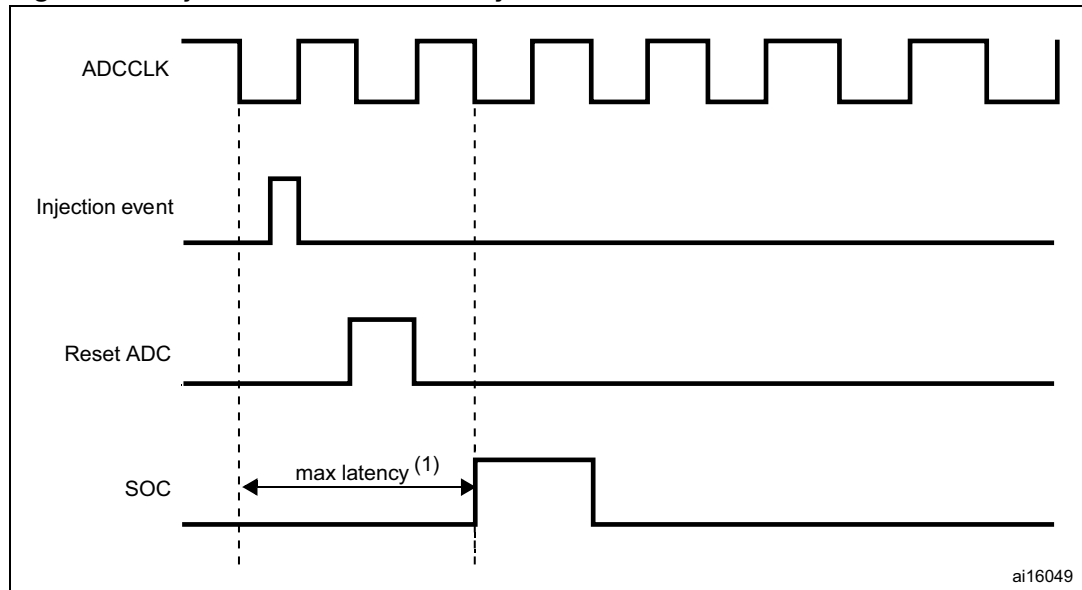 ADCCLK
Injection event
Reset ADC
max latency (1)
SOC
ai16049